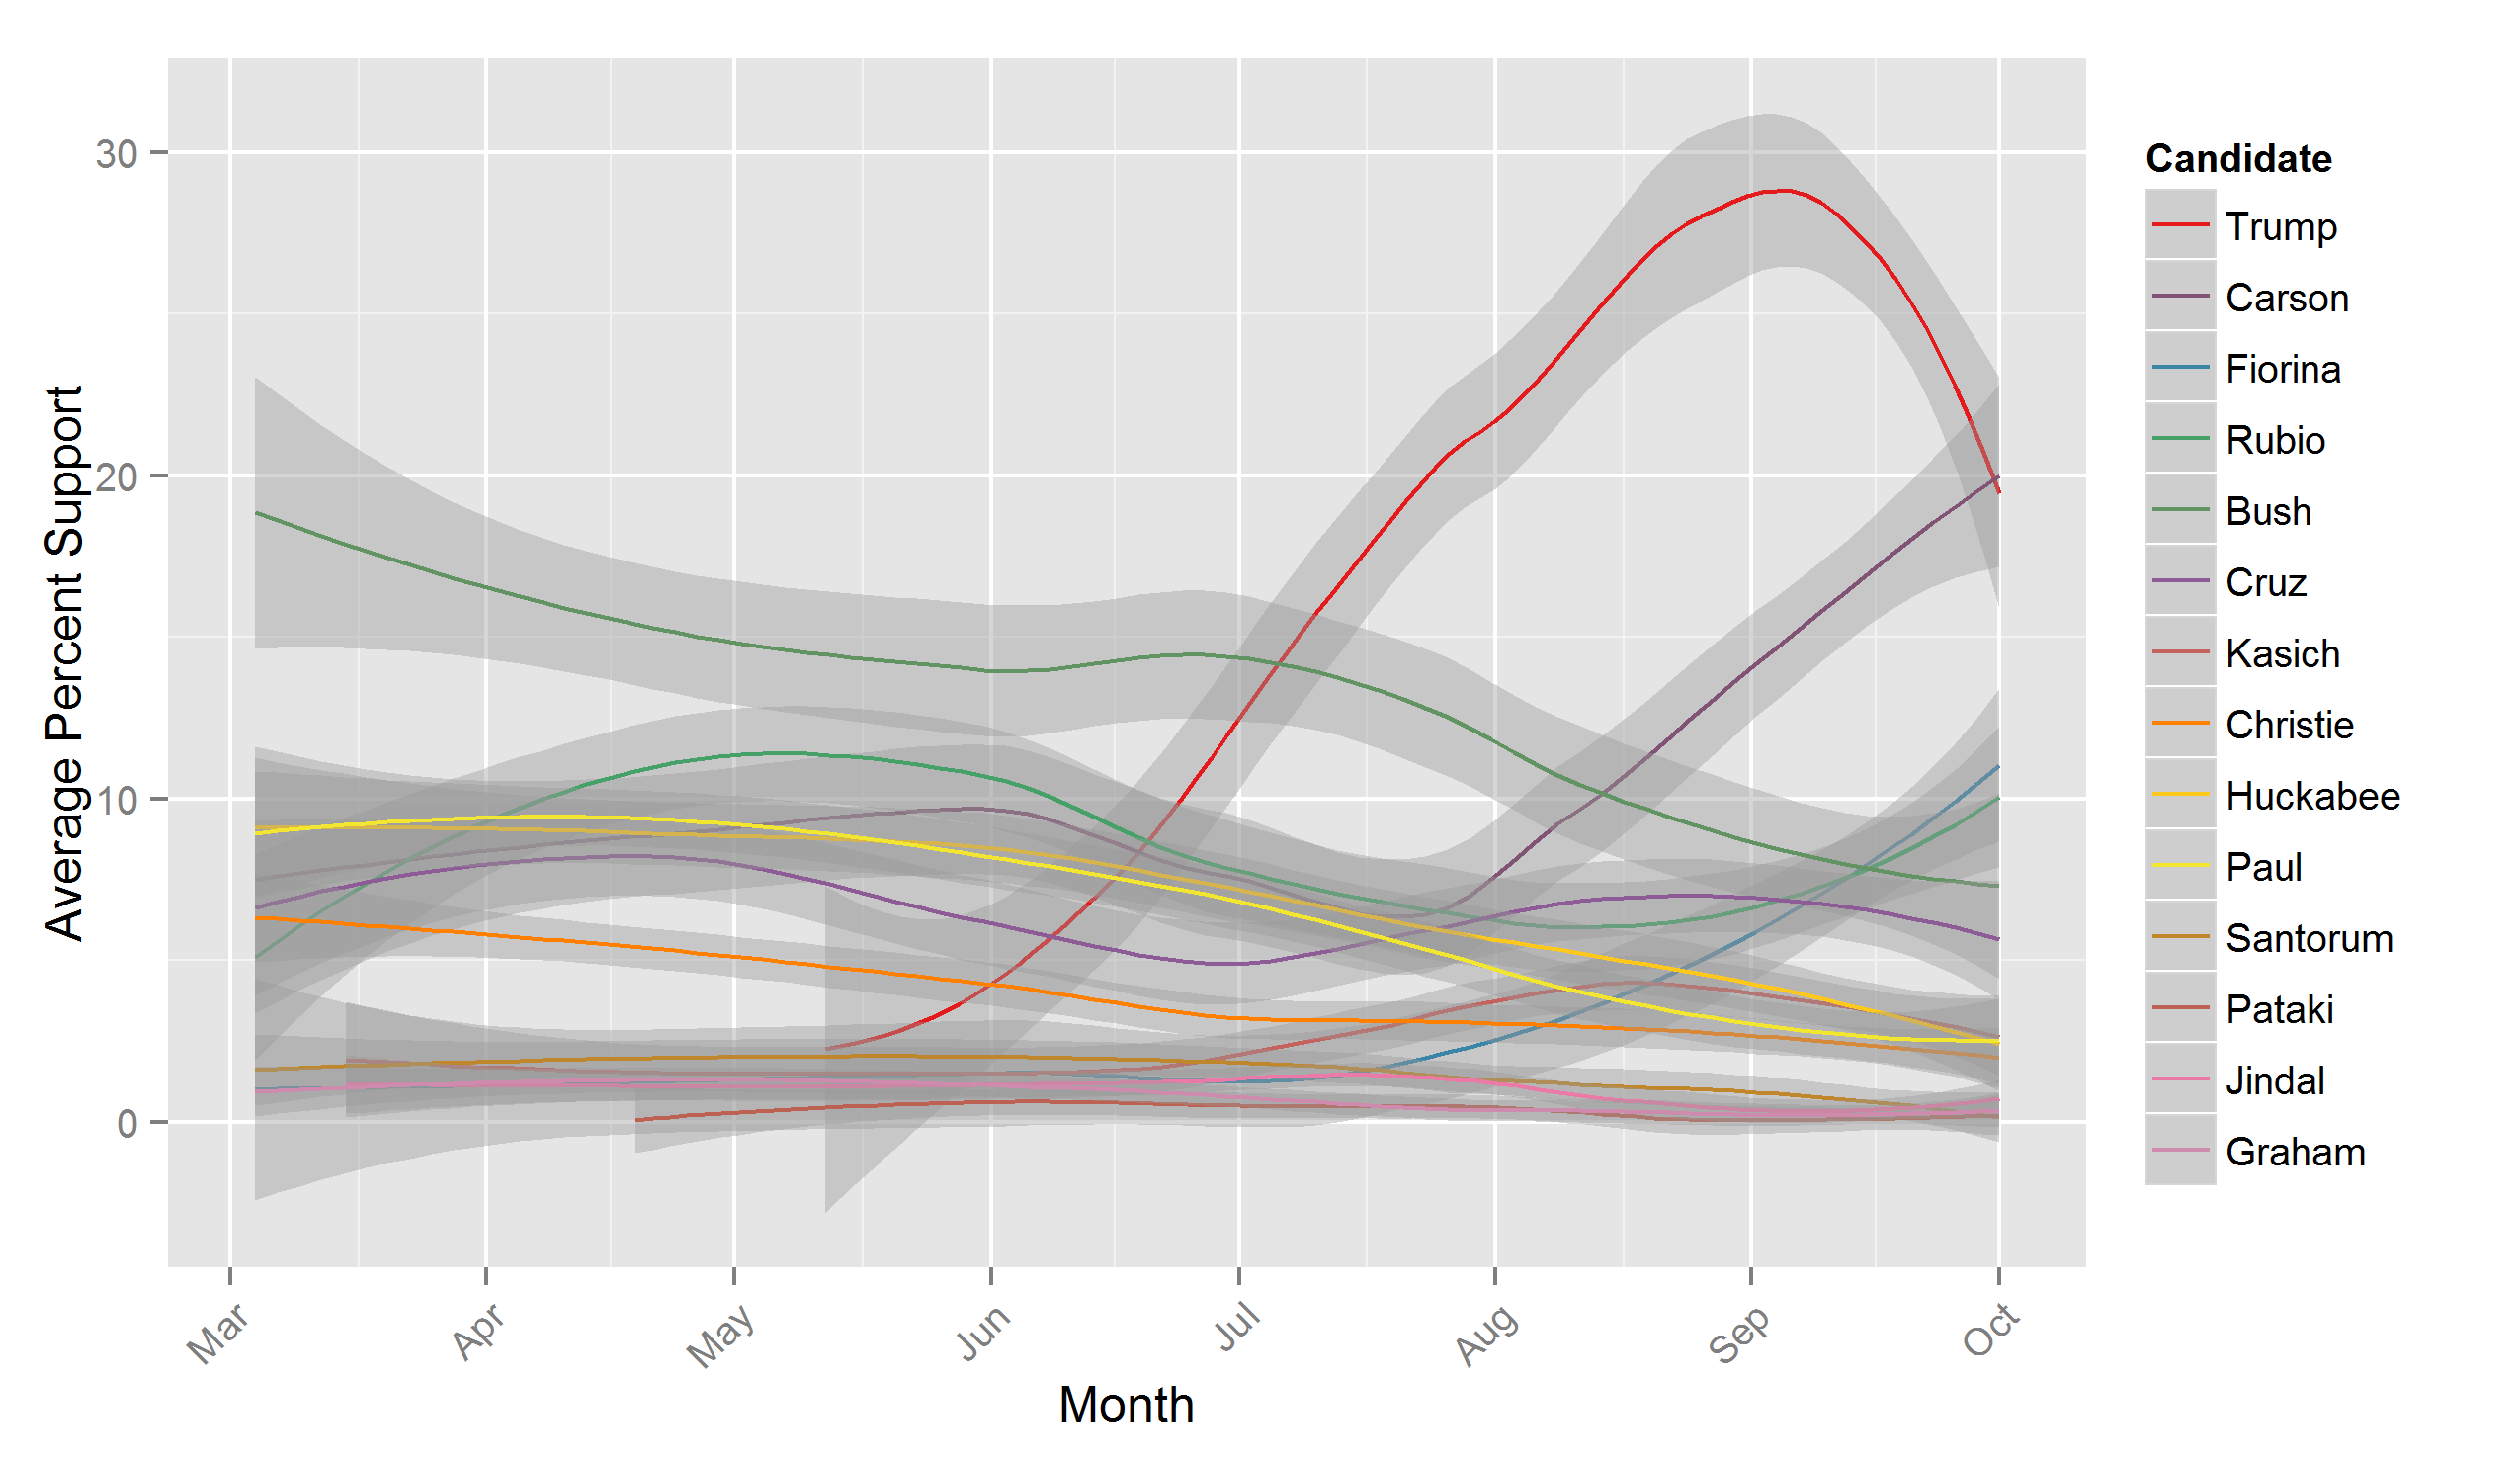 Average Percent Support
30
20
10
0
Mar
Apr
May
Jun
Jul
Aug
Sep
Oct
Month
Candidate
Trump
Carson
Fiorina
Rubio
Bush
Cruz
Kasich
Christie
Huckabee
Paul
Santorum
Pataki
Jindal
Graham